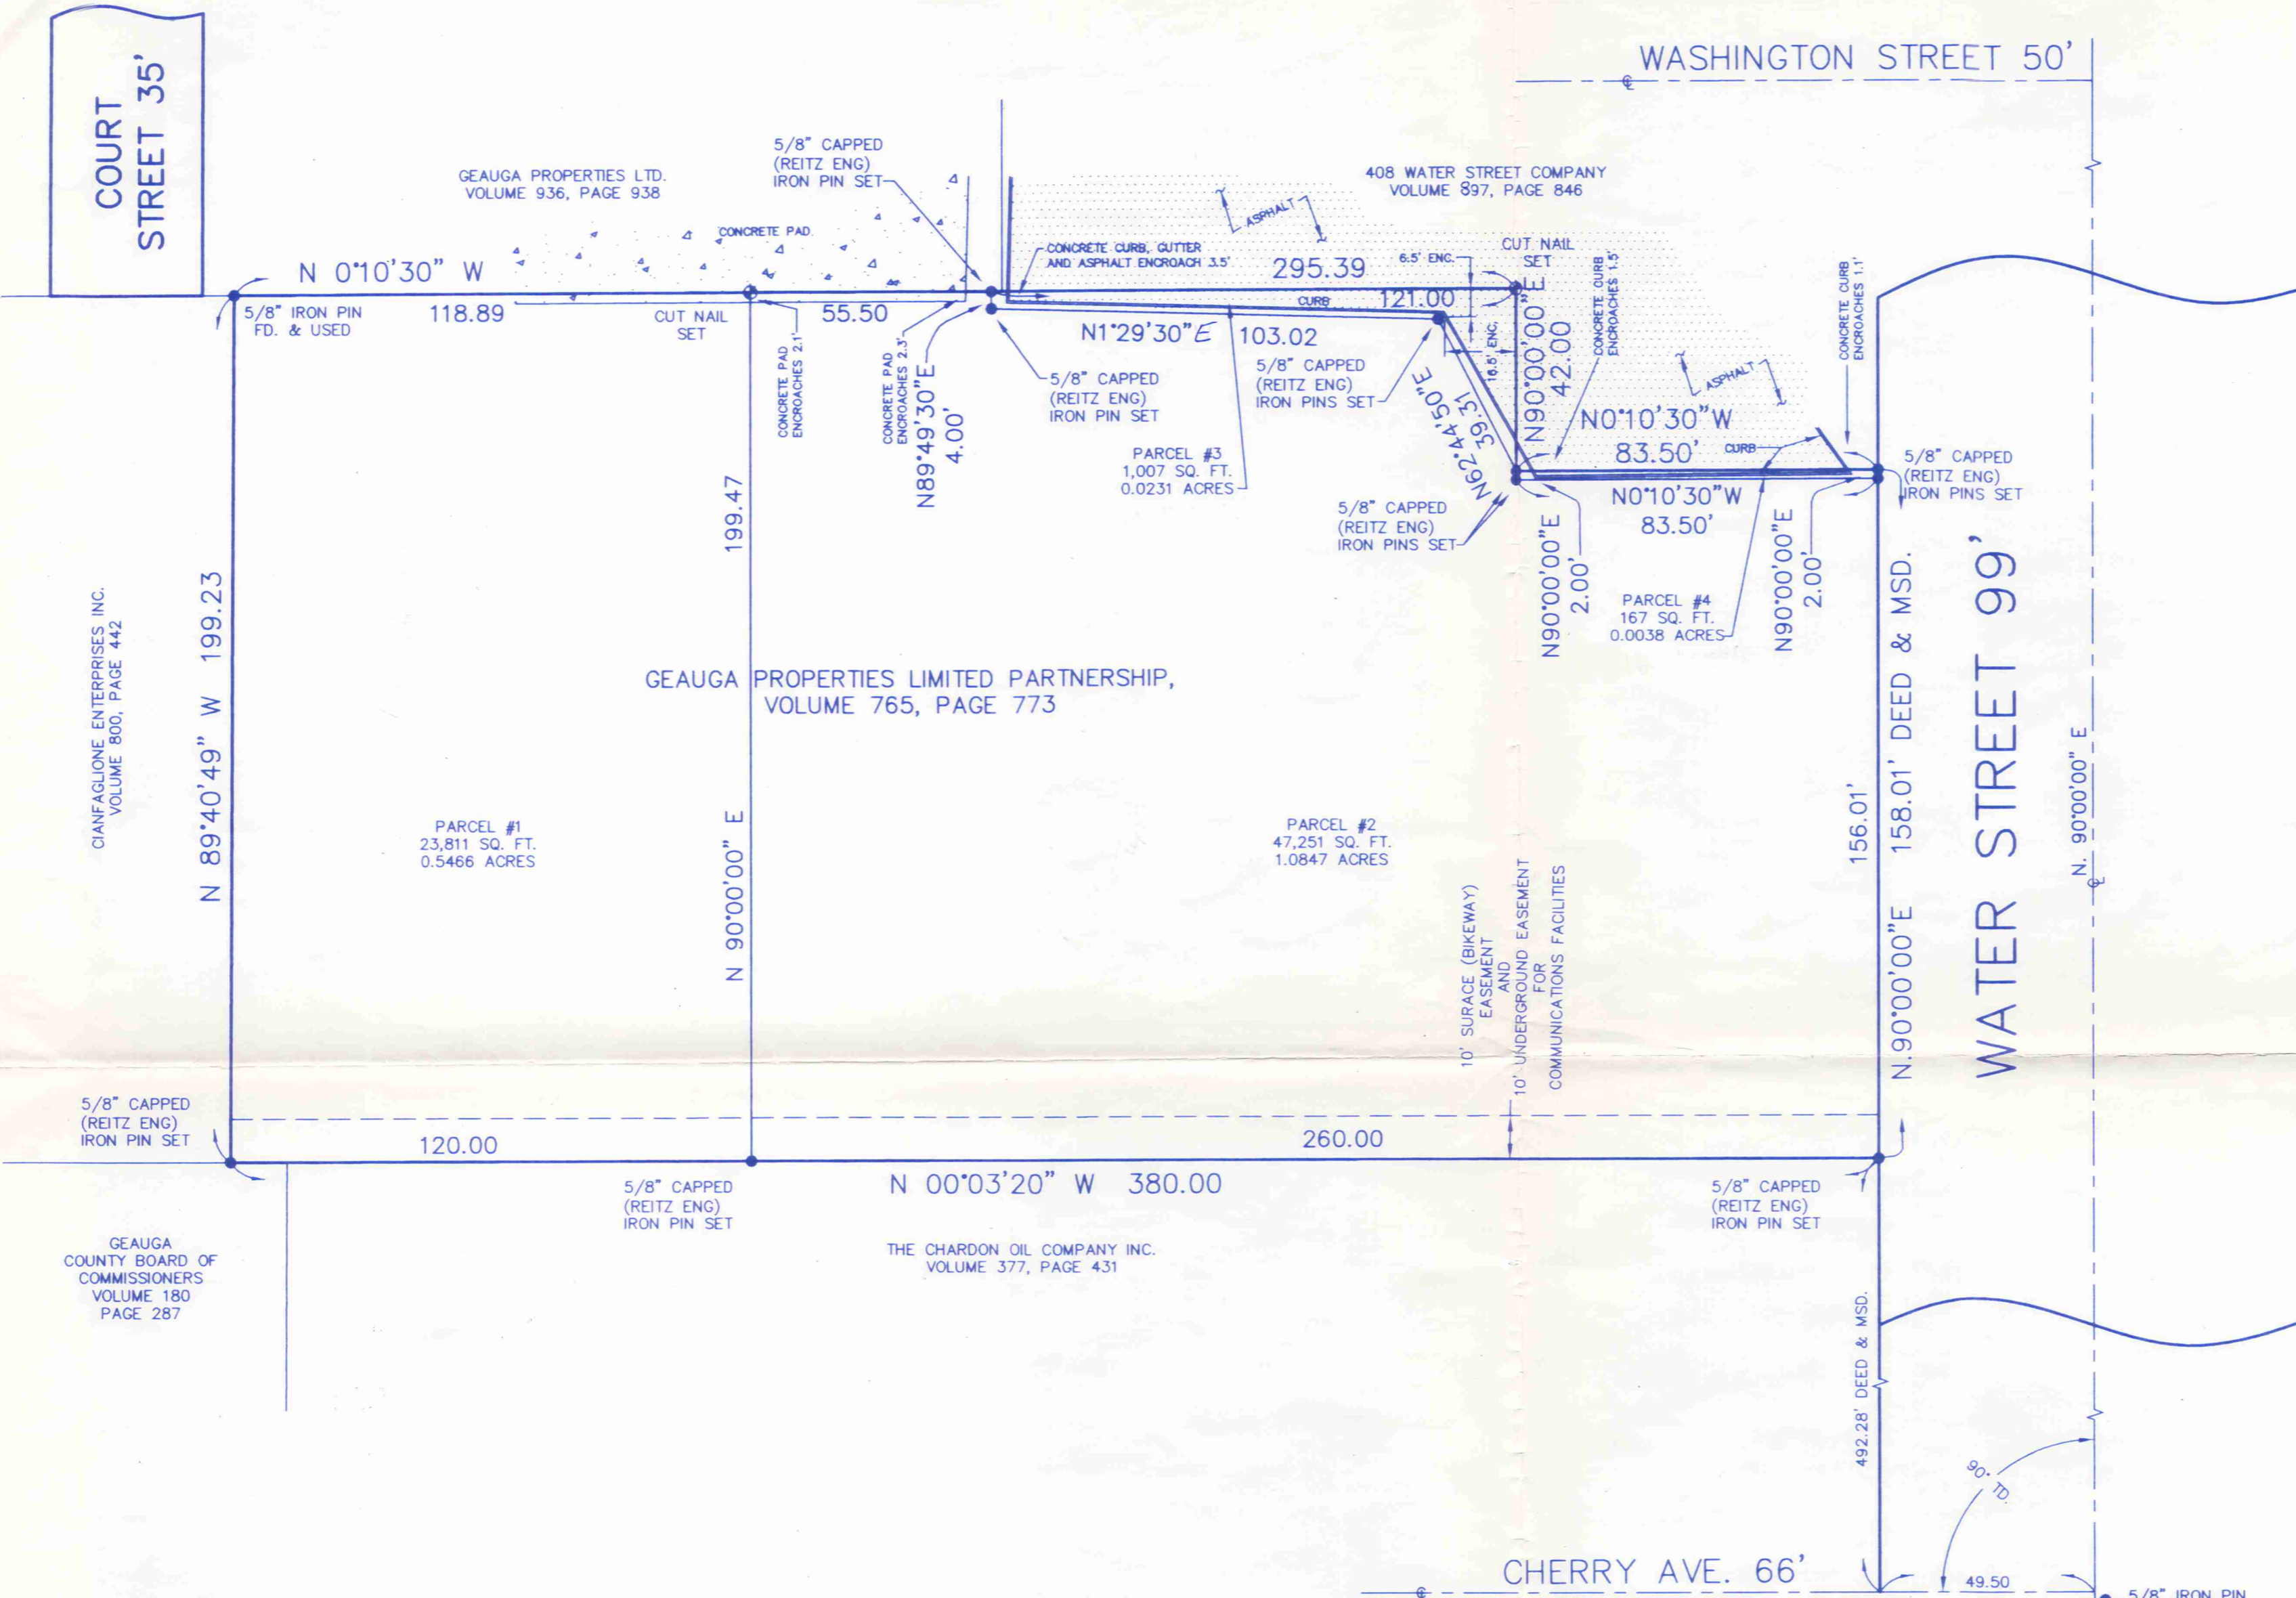 COURT
STREET 35'
WASHINGTON STREET 50'
℄
5/8" CAPPED
(REITZ ENG)
IRON PIN SET
GEAUGA PROPERTIES LTD.
VOLUME 936, PAGE 938
408 WATER STREET COMPANY
VOLUME 897, PAGE 846
ASPHALT
CONCRETE PAD
CONCRETE CURB, GUTTER
AND ASPHALT ENCROACH 3.5'
295.39
6.5' ENC.
CUT NAIL
SET
N 0°10'30" W
118.89
5/8" IRON PIN
FD. & USED
CUT NAIL
SET
55.50
CURB
121.00
N1°29'30"E 103.02
CONCRETE PAD
ENCROACHES 2.1'
CONCRETE PAD
ENCROACHES 2.3'
N89°49'30"E
4.00'
5/8" CAPPED
(REITZ ENG)
IRON PIN SET
5/8" CAPPED
(REITZ ENG)
IRON PINS SET
16.5' ENC.
N90°00'00"E
42.00
CONCRETE CURB
ENCROACHES 1.5'
CONCRETE CURB
ENCROACHES 1.1'
ASPHALT
N62°44'50"E
39.31
N0°10'30"W
83.50'
CURB
5/8" CAPPED
(REITZ ENG)
IRON PINS SET
PARCEL #3
1,007 SQ. FT.
0.0231 ACRES
N0°10'30"W
83.50'
5/8" CAPPED
(REITZ ENG)
IRON PINS SET
N90°00'00"E
2.00'
N90°00'00"E
2.00'
PARCEL #4
167 SQ. FT.
0.0038 ACRES
CIANFAGLIONE ENTERPRISES INC.
VOLUME 800, PAGE 442
N 89°40'49" W 199.23
199.47
N 90°00'00" E
GEAUGA PROPERTIES LIMITED PARTNERSHIP,
VOLUME 765, PAGE 773
PARCEL #1
23,811 SQ. FT.
0.5466 ACRES
PARCEL #2
47,251 SQ. FT.
1.0847 ACRES
10' SURACE (BIKEWAY)
EASEMENT
AND
10' UNDERGROUND EASEMENT
FOR
COMMUNICATIONS FACILITIES
156.01'
N.90°00'00"E 158.01' DEED & MSD.
WATER STREET 99'
N. 90°00'00" E
℄
5/8" CAPPED
(REITZ ENG)
IRON PIN SET
120.00
260.00
5/8" CAPPED
(REITZ ENG)
IRON PIN SET
N 00°03'20" W 380.00
5/8" CAPPED
(REITZ ENG)
IRON PIN SET
GEAUGA
COUNTY BOARD OF
COMMISSIONERS
VOLUME 180
PAGE 287
THE CHARDON OIL COMPANY INC.
VOLUME 377, PAGE 431
492.28' DEED & MSD.
90° TD.
CHERRY AVE. 66'
℄
49.50
5/8" IRON PIN